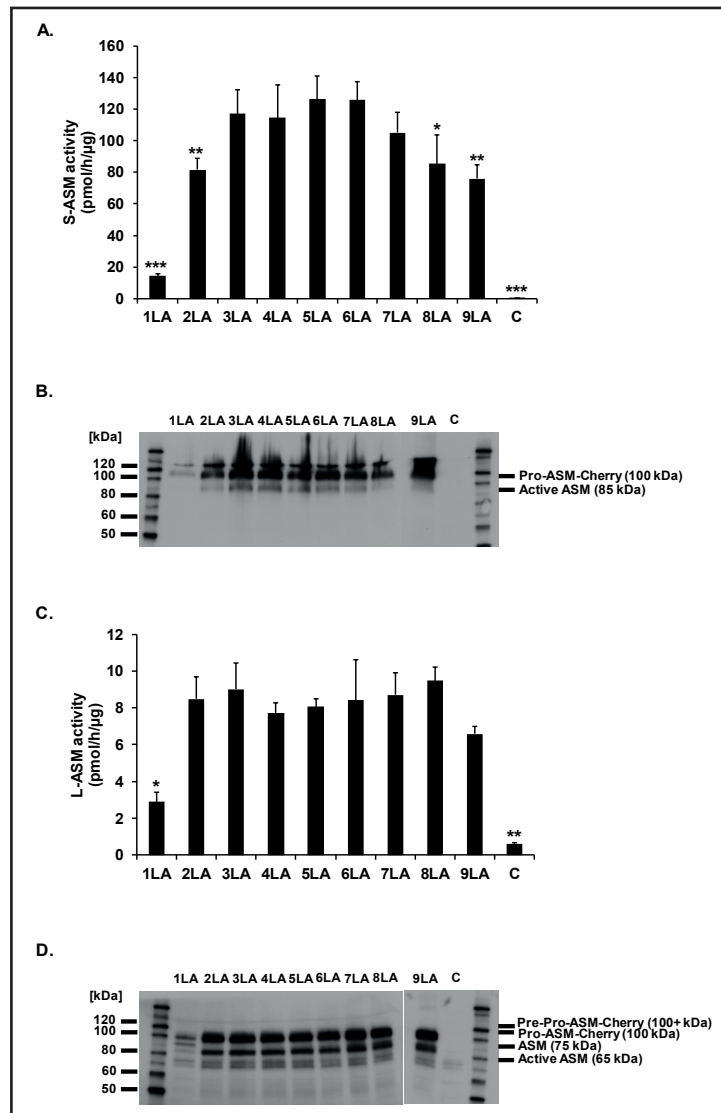 A.
160
140
120
100
80
60
40
20
0
S-ASM activity
(pmol/h/µg)
***
**
*
**
***
1LA 2LA 3LA 4LA 5LA 6LA 7LA 8LA 9LA C
B.
1LA 2LA 3LA 4LA 5LA 6LA 7LA 8LA 9LA C
[kDa]
120
100
80
60
50
Pro-ASM-Cherry (100 kDa)
Active ASM (85 kDa)
C.
12
10
8
6
4
2
0
L-ASM activity
(pmol/h/µg)
*
**
1LA 2LA 3LA 4LA 5LA 6LA 7LA 8LA 9LA C
D.
1LA 2LA 3LA 4LA 5LA 6LA 7LA 8LA 9LA C
[kDa]
120
100
80
60
50
Pre-Pro-ASM-Cherry (100+ kDa)
Pro-ASM-Cherry (100 kDa)
ASM (75 kDa)
Active ASM (65 kDa)